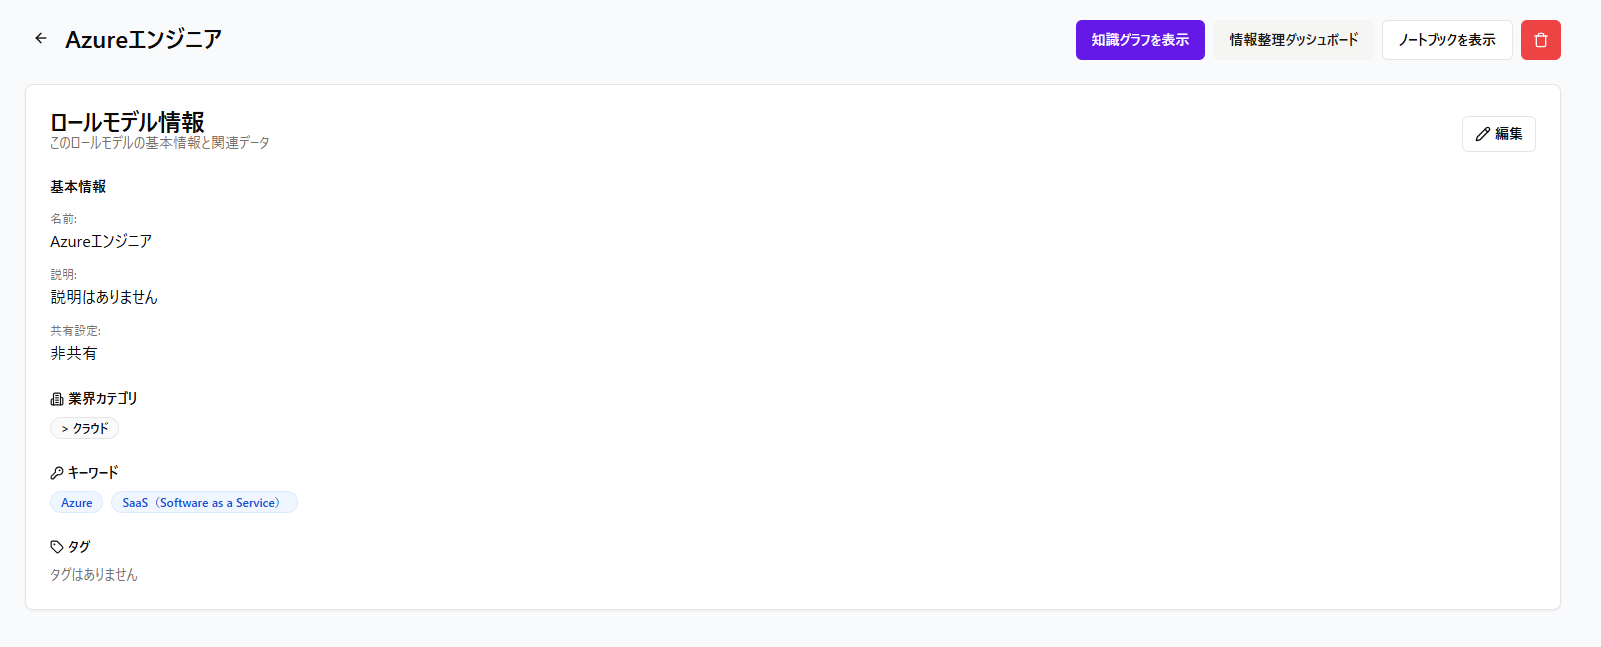 Azureエンジニア
知識グラフを表示
情報整理ダッシュボード
ノートブックを表示
ロールモデル情報
このロールモデルの基本情報と関連データ
編集
基本情報
名前:
Azureエンジニア
説明:
説明はありません
共有設定:
非共有
業界カテゴリ
> クラウド
キーワード
Azure
SaaS（Software as a Service）
タグ
タグはありません